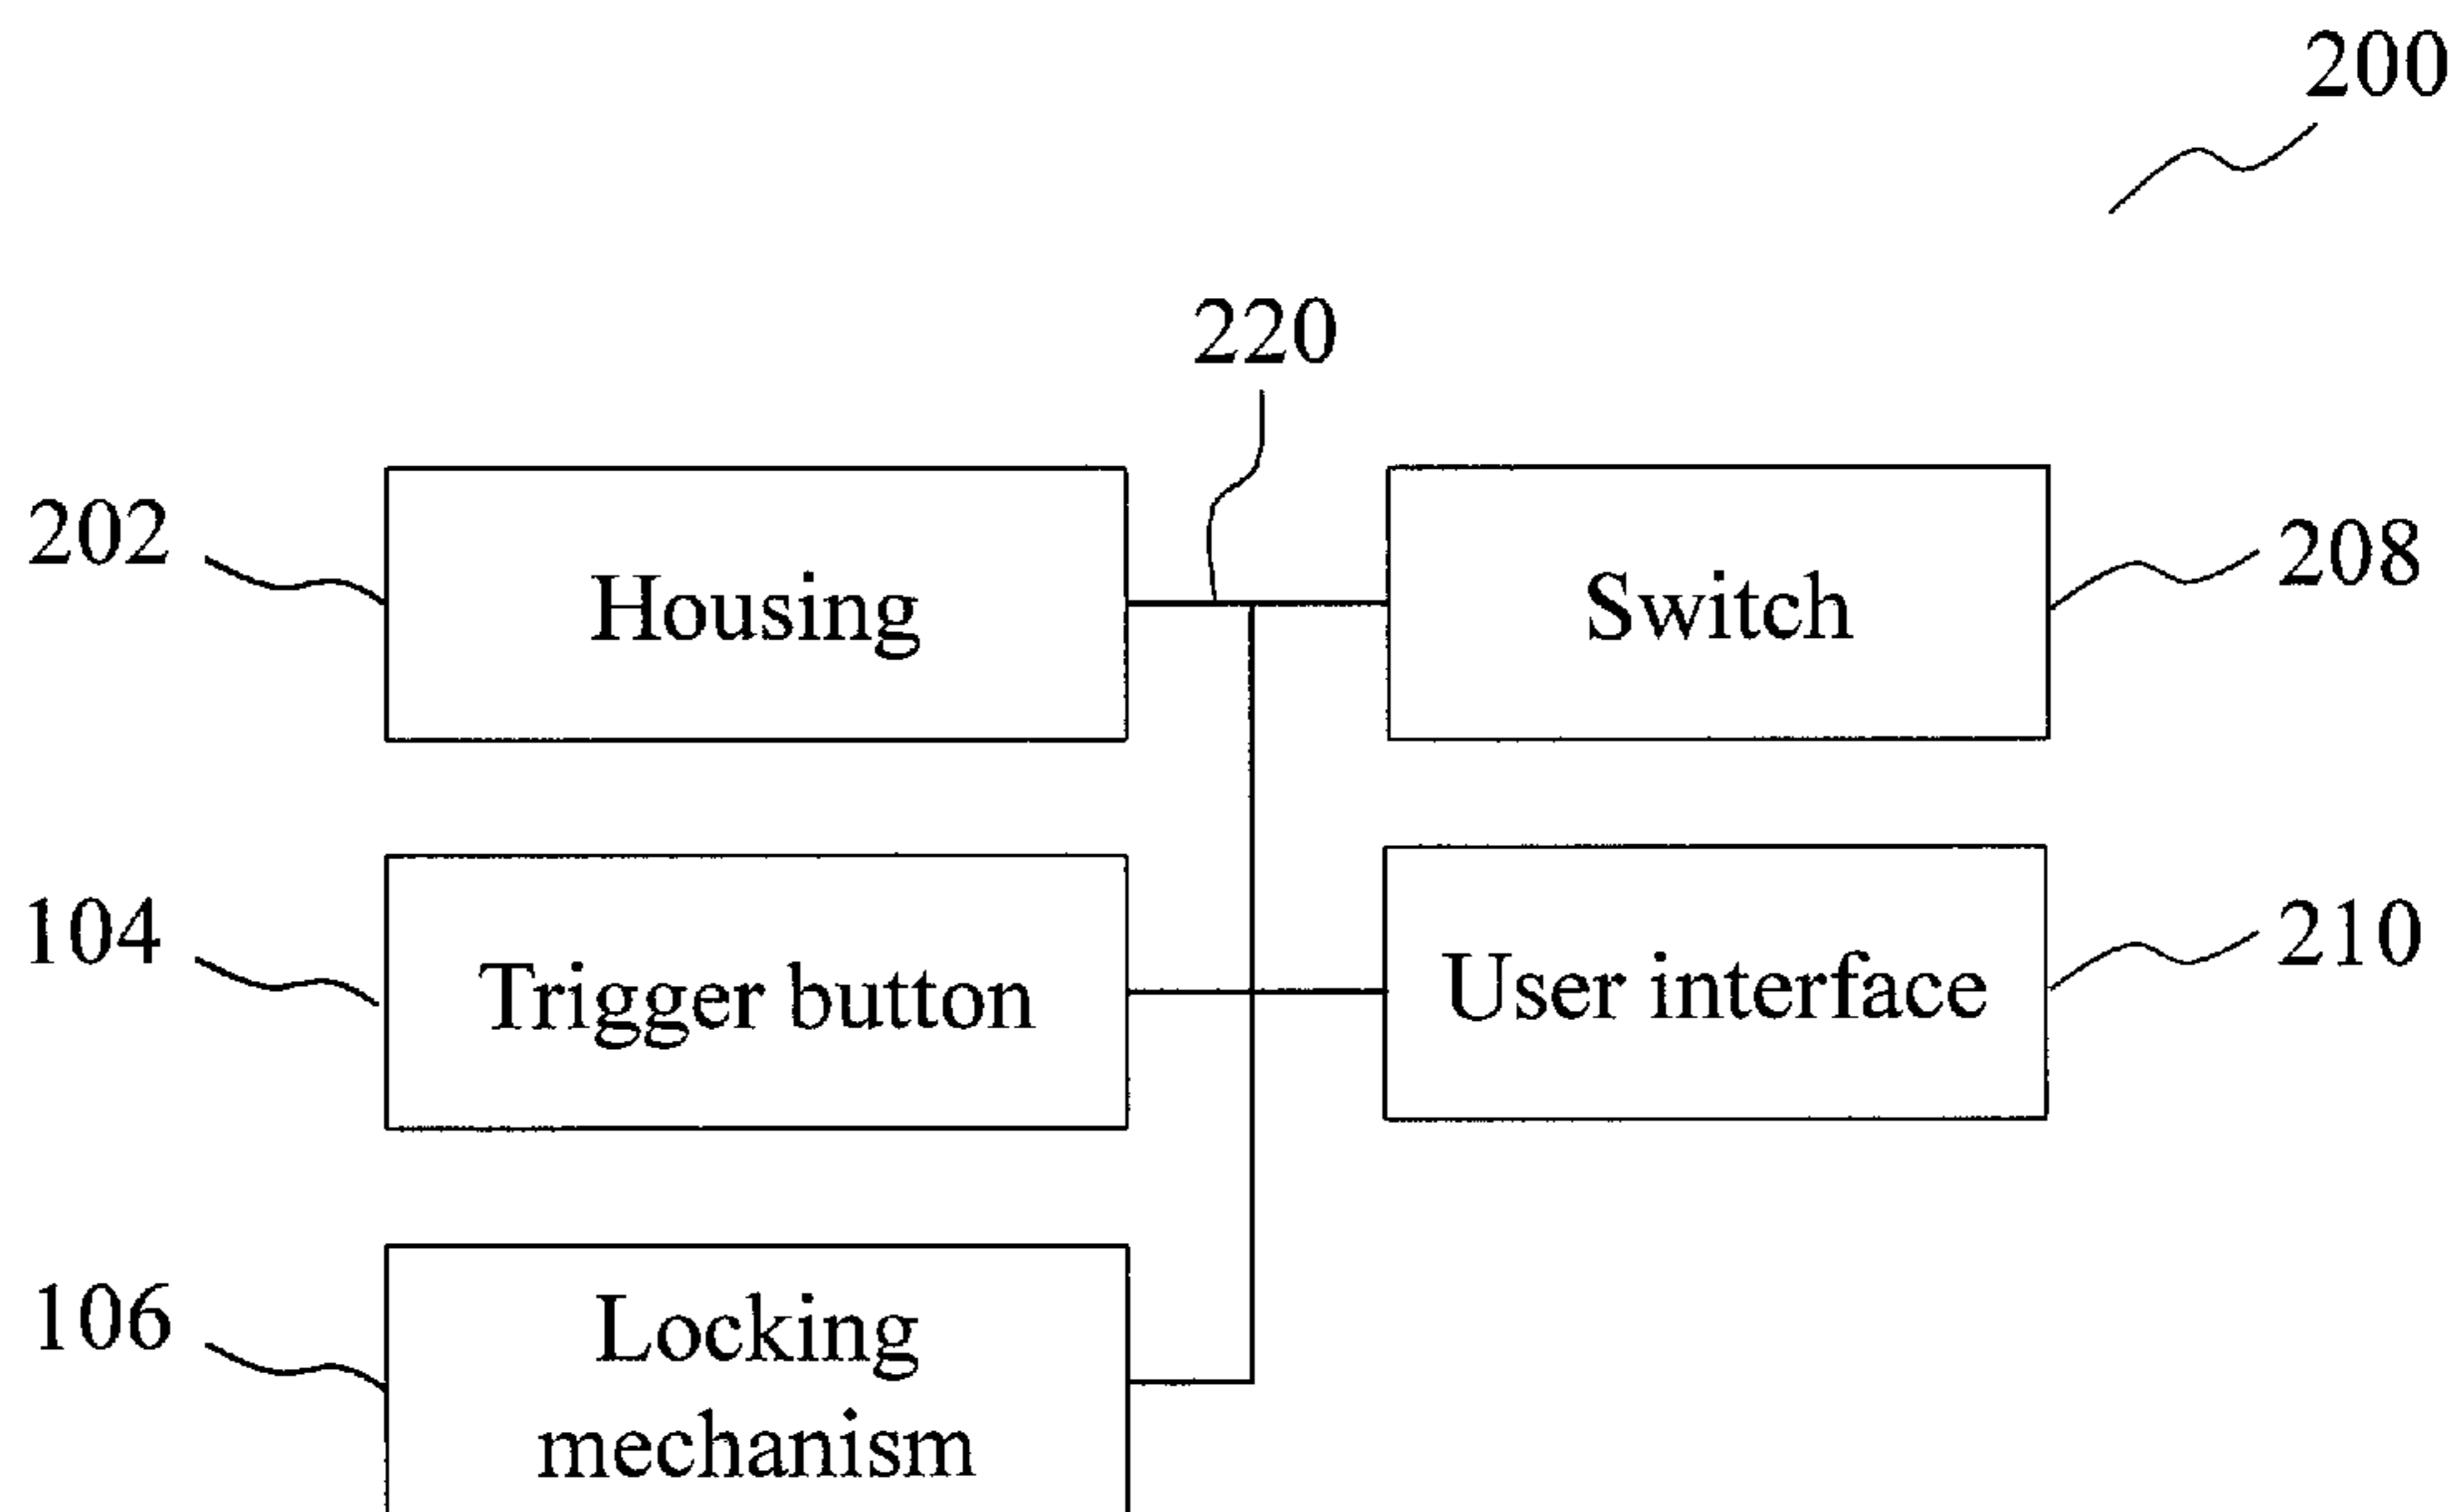 200
220
202
Housing
Switch
208
104
Trigger button
User interface
210
106
Locking
mechanism